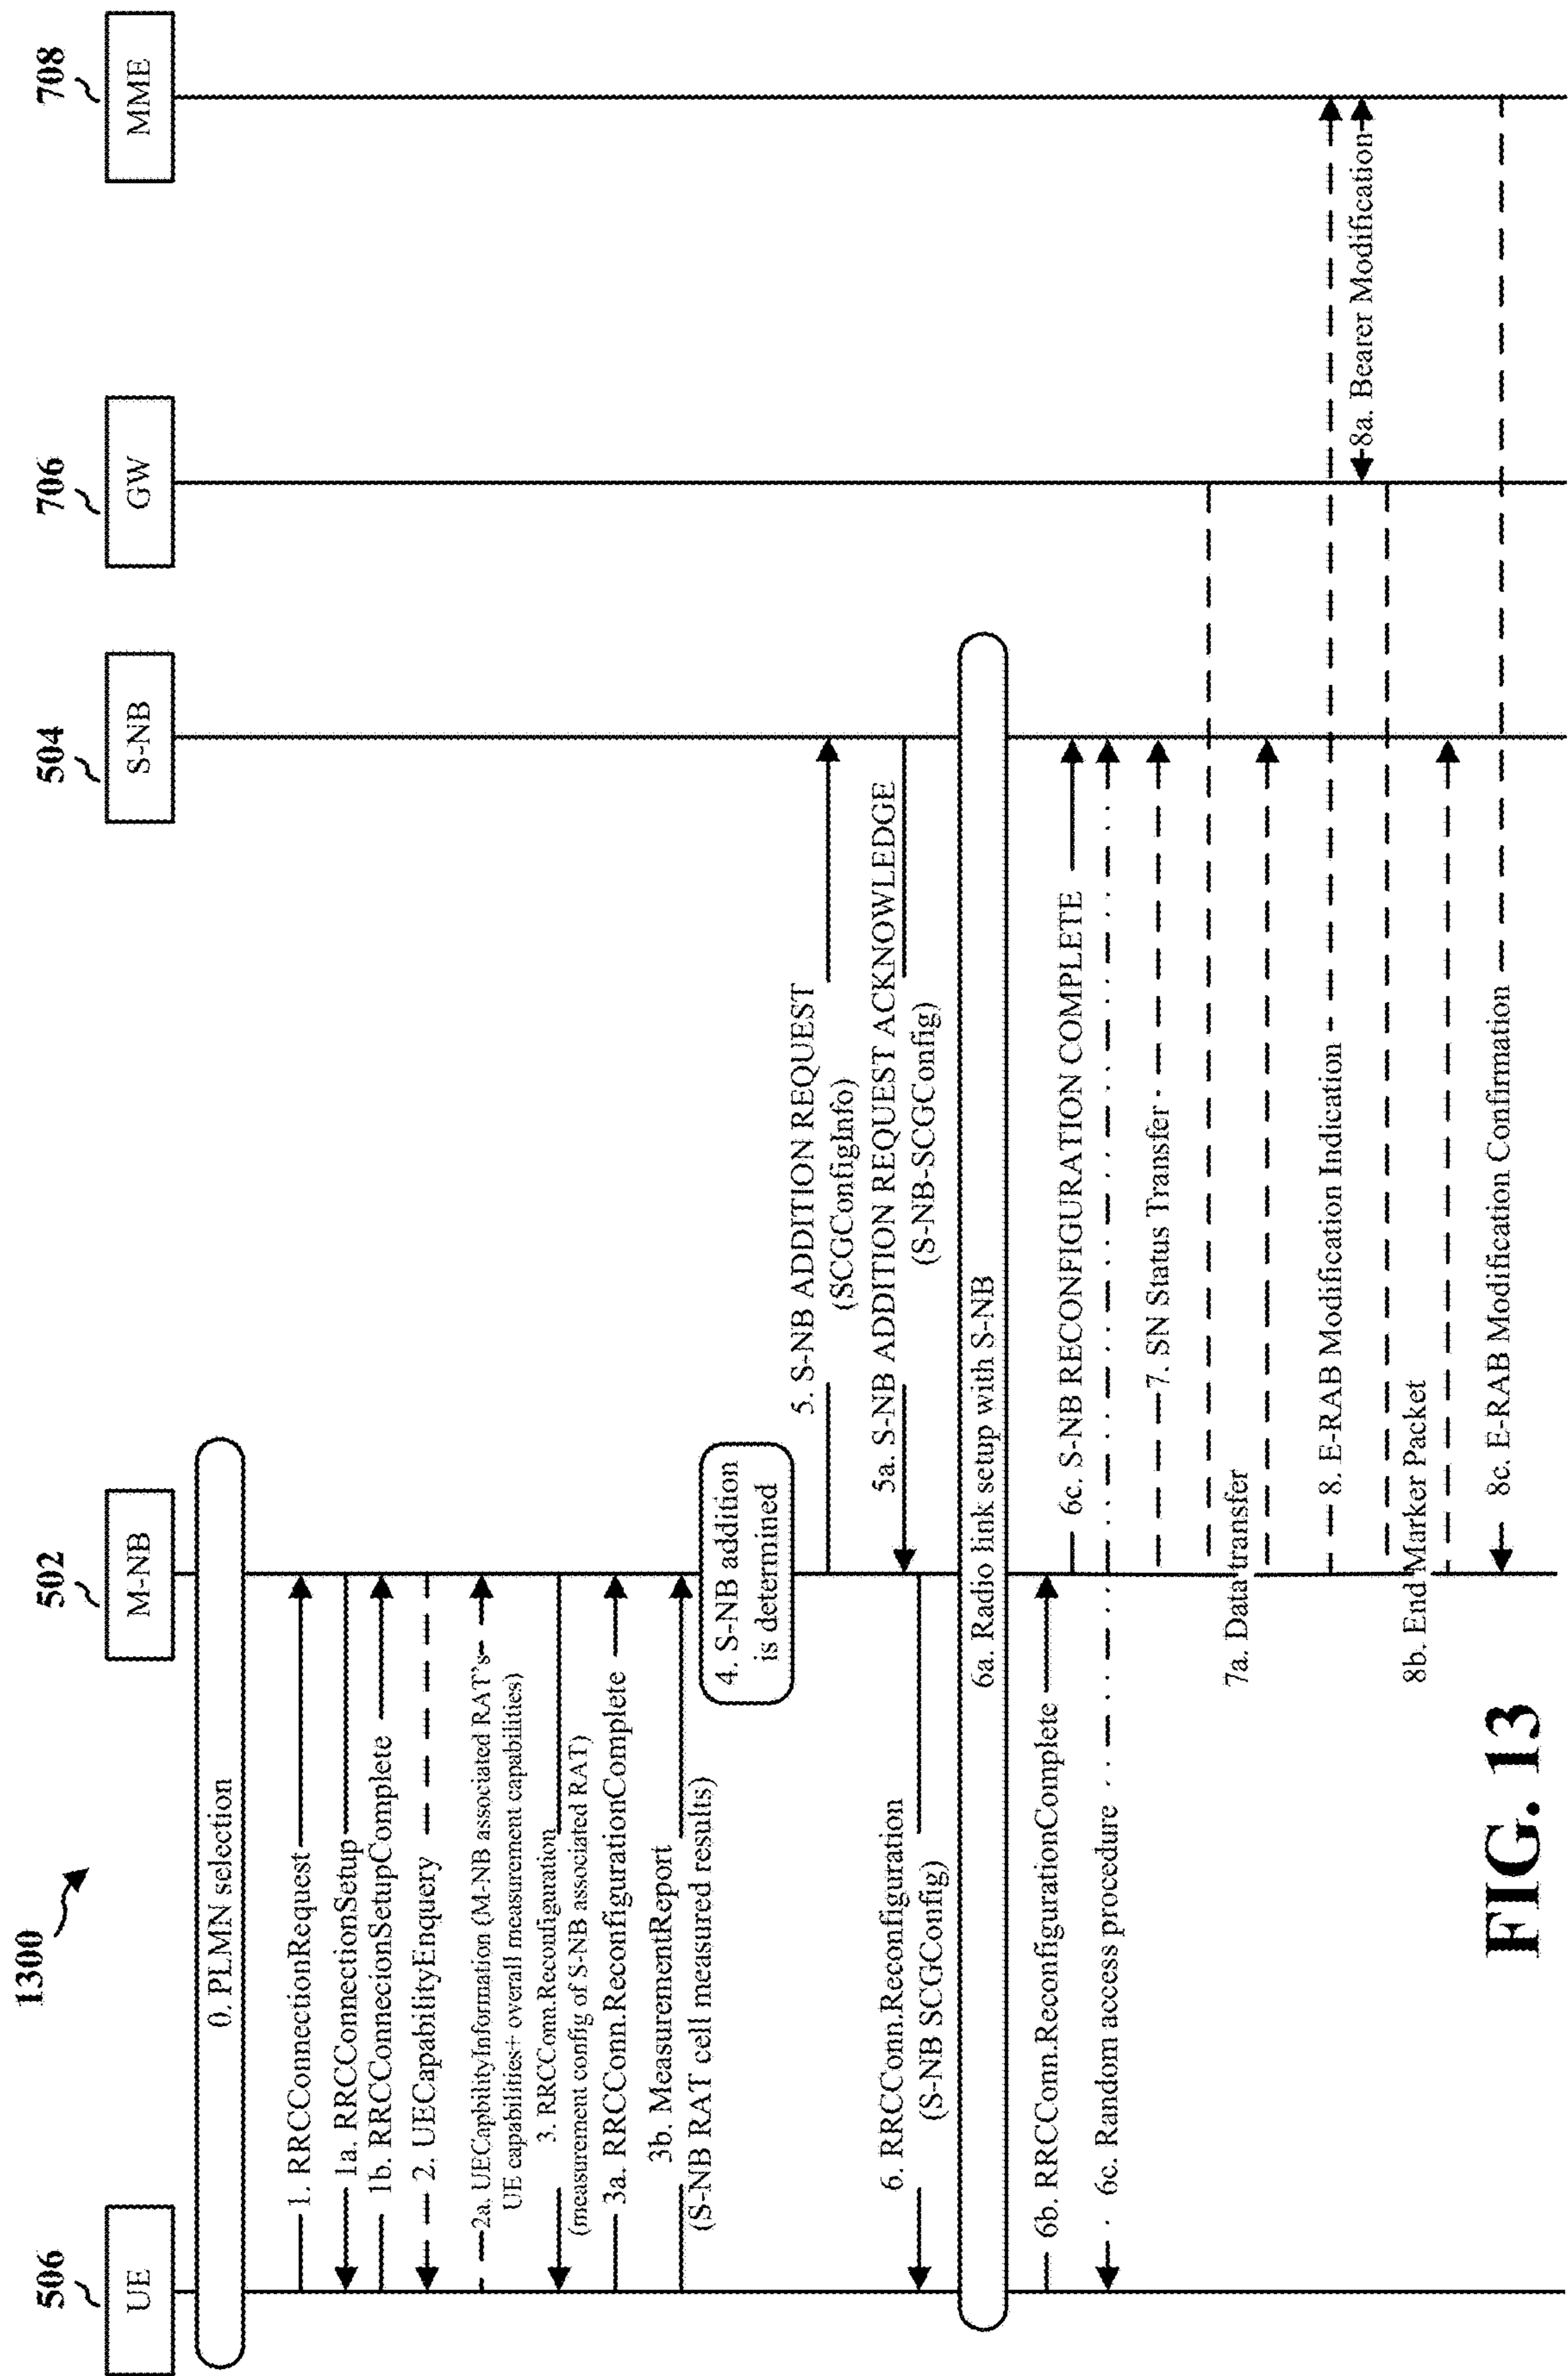 1300
506
502
504
706
708
UE
M-NB
S-NB
GW
MME
0. PLMN selection
1. RRCConnectionRequest
1a. RRCConnectionSetup
1b. RRCConnecionSetupComplete
2. UECapabilityEnquery
2a. UECapbilityInformation (M-NB associated RAT's
UE capabilities+ overall measurement capabilities)
3. RRCConn.Reconfiguration
(measurement config of S-NB associated RAT)
3a. RRCConn.ReconfigurationComplete
3b. MeasurementReport
(S-NB RAT cell measured results)
4. S-NB addition
is determined
5. S-NB ADDITION REQUEST
(SCGConfigInfo)
5a. S-NB ADDITION REQUEST ACKNOWLEDGE
(S-NB-SCGConfig)
6. RRCConn.Reconfiguration
(S-NB SCGConfig)
6a. Radio link setup with S-NB
6b. RRCConn.ReconfigurationComplete
6c. S-NB RECONFIGURATION COMPLETE
6c. Random access procedure
7. SN Status Transfer
7a. Data transfer
8. E-RAB Modification Indication
8a. Bearer Modification
8b. End Marker Packet
8c. E-RAB Modification Confirmation
FIG. 13